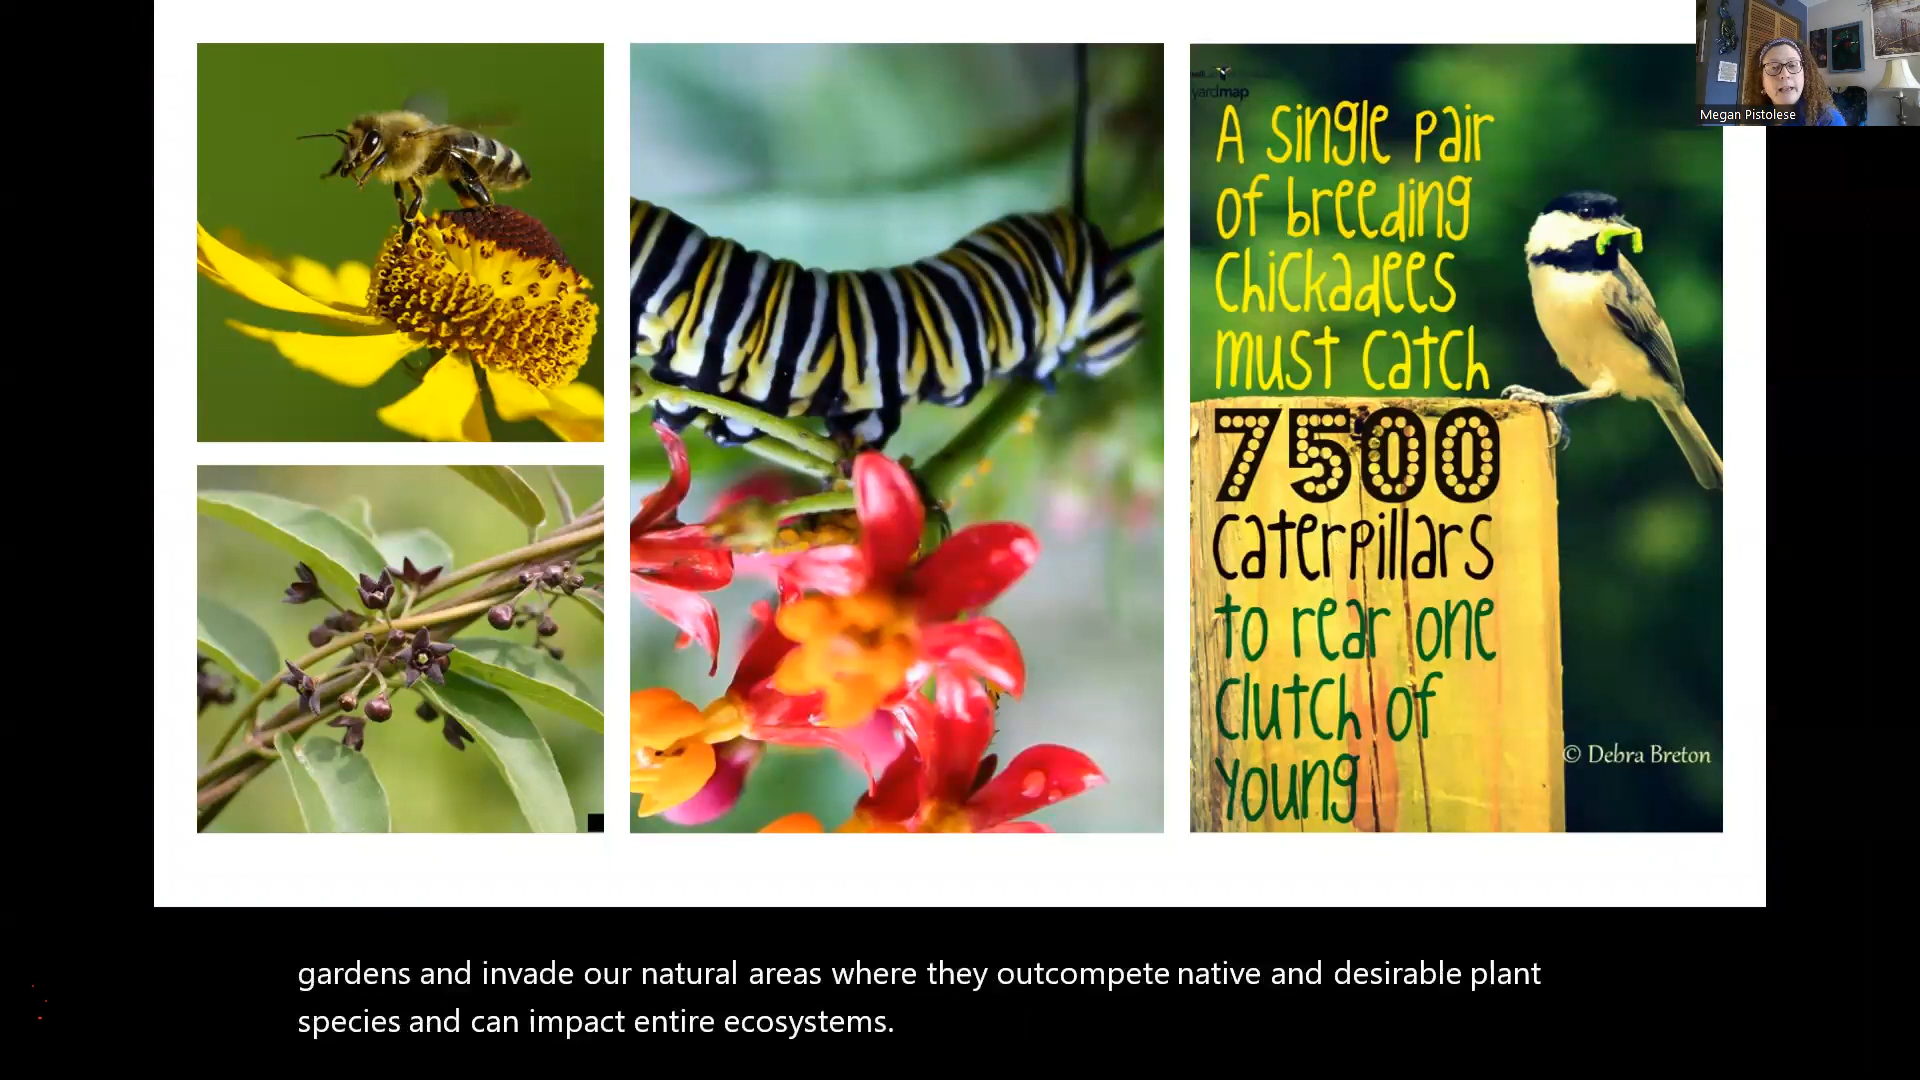 yardmap
A single pair
of breeding
chickadees
must catch
7500
caterpillars
to rear one
clutch of
young
© Debra Breton
Megan Pistolese
gardens and invade our natural areas where they outcompete native and desirable plant
species and can impact entire ecosystems.